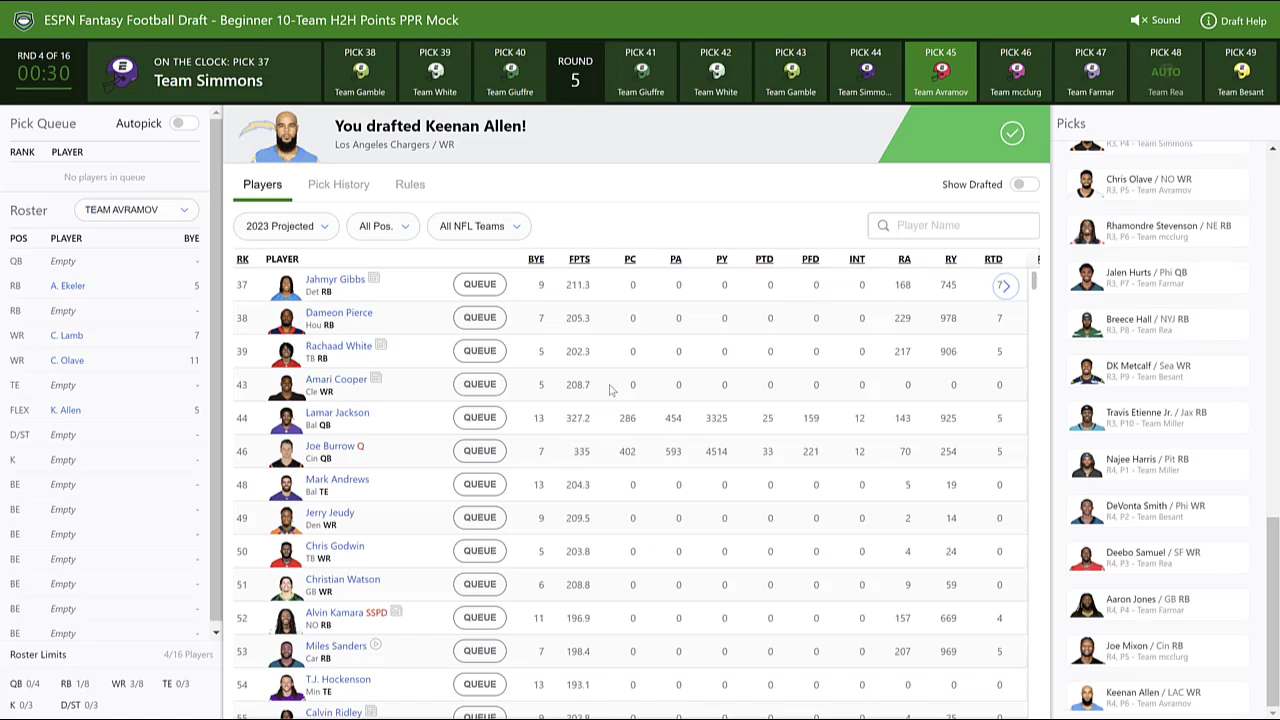 ESPN Fantasy Football Draft - Beginner 10-Team H2H Points PPR Mock
Sound
Draft Help
RND 4 OF 16
00:30
ON THE CLOCK: PICK 37
Team Simmons
PICK 38
Team Gamble
PICK 39
Team White
PICK 40
Team Giuffre
ROUND
5
PICK 41
Team Giuffre
PICK 42
Team White
PICK 43
Team Gamble
PICK 44
Team Simmo...
PICK 45
Team Avramov
PICK 46
Team mcclurg
PICK 47
Team Farmar
PICK 48
AUTO
Team Rea
PICK 49
Team Besant
Pick Queue
Autopick
RANK PLAYER
No players in queue
Roster
TEAM AVRAMOV
POS PLAYER BYE
QB Empty -
RB A. Ekeler 5
RB Empty -
WR C. Lamb 7
WR C. Olave 11
TE Empty -
FLEX K. Allen 5
D/ST Empty -
K Empty -
BE Empty -
BE Empty -
BE Empty -
BE Empty -
BE Empty -
BE Empty -
BE Empty -
Roster Limits 4/16 Players
QB 0/4 RB 1/8 WR 3/8 TE 0/3
K 0/3 D/ST 0/3
You drafted Keenan Allen!
Los Angeles Chargers / WR
Players
Pick History
Rules
Show Drafted
2023 Projected
All Pos.
All NFL Teams
Player Name
RK PLAYER BYE FPTS PC PA PY PTD PFD INT RA RY RTD
37 Jahmyr Gibbs Det RB QUEUE 9 211.3 0 0 0 0 0 0 168 745 7
38 Dameon Pierce Hou RB QUEUE 7 205.3 0 0 0 0 0 0 229 978 7
39 Rachaad White TB RB QUEUE 5 202.3 0 0 0 0 0 0 217 906 5
43 Amari Cooper Cle WR QUEUE 5 208.7 0 0 0 0 0 0 0 0 0
44 Lamar Jackson Bal QB QUEUE 13 327.2 286 454 3325 25 159 12 143 925 5
46 Joe Burrow Q Cin QB QUEUE 7 335 402 593 4514 33 221 12 70 254 5
48 Mark Andrews Bal TE QUEUE 13 204.3 0 0 0 0 0 0 5 19 0
49 Jerry Jeudy Den WR QUEUE 9 209.5 0 0 0 0 0 0 2 14 0
50 Chris Godwin TB WR QUEUE 5 203.8 0 0 0 0 0 0 4 24 0
51 Christian Watson GB WR QUEUE 6 208.8 0 0 0 0 0 0 9 59 0
52 Alvin Kamara SSPD NO RB QUEUE 11 196.9 0 0 0 0 0 0 157 669 4
53 Miles Sanders Car RB QUEUE 7 198.4 0 0 0 0 0 0 207 969 5
54 T.J. Hockenson Min TE QUEUE 13 193.1 0 0 0 0 0 0 0 0 0
Calvin Ridley
Picks
R3, P4 - Team Simmons
Chris Olave / NO WR
R3, P5 - Team Avramov
Rhamondre Stevenson / NE RB
R3, P6 - Team mcclurg
Jalen Hurts / Phi QB
R3, P7 - Team Farmar
Breece Hall / NYJ RB
R3, P8 - Team Rea
DK Metcalf / Sea WR
R3, P9 - Team Besant
Travis Etienne Jr. / Jax RB
R3, P10 - Team Miller
Najee Harris / Pit RB
R4, P1 - Team Miller
DeVonta Smith / Phi WR
R4, P2 - Team Besant
Deebo Samuel / SF WR
R4, P3 - Team Rea
Aaron Jones / GB RB
R4, P4 - Team Farmar
Joe Mixon / Cin RB
R4, P5 - Team mcclurg
Keenan Allen / LAC WR
R4, P6 - Team Avramov